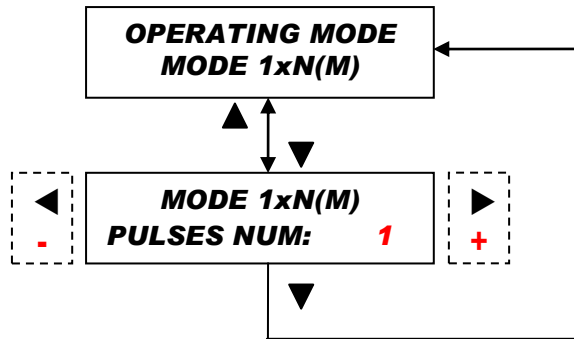 OPERATING MODE
MODE 1xN(M)
MODE 1xN(M)
PULSES NUM: 1
-
+